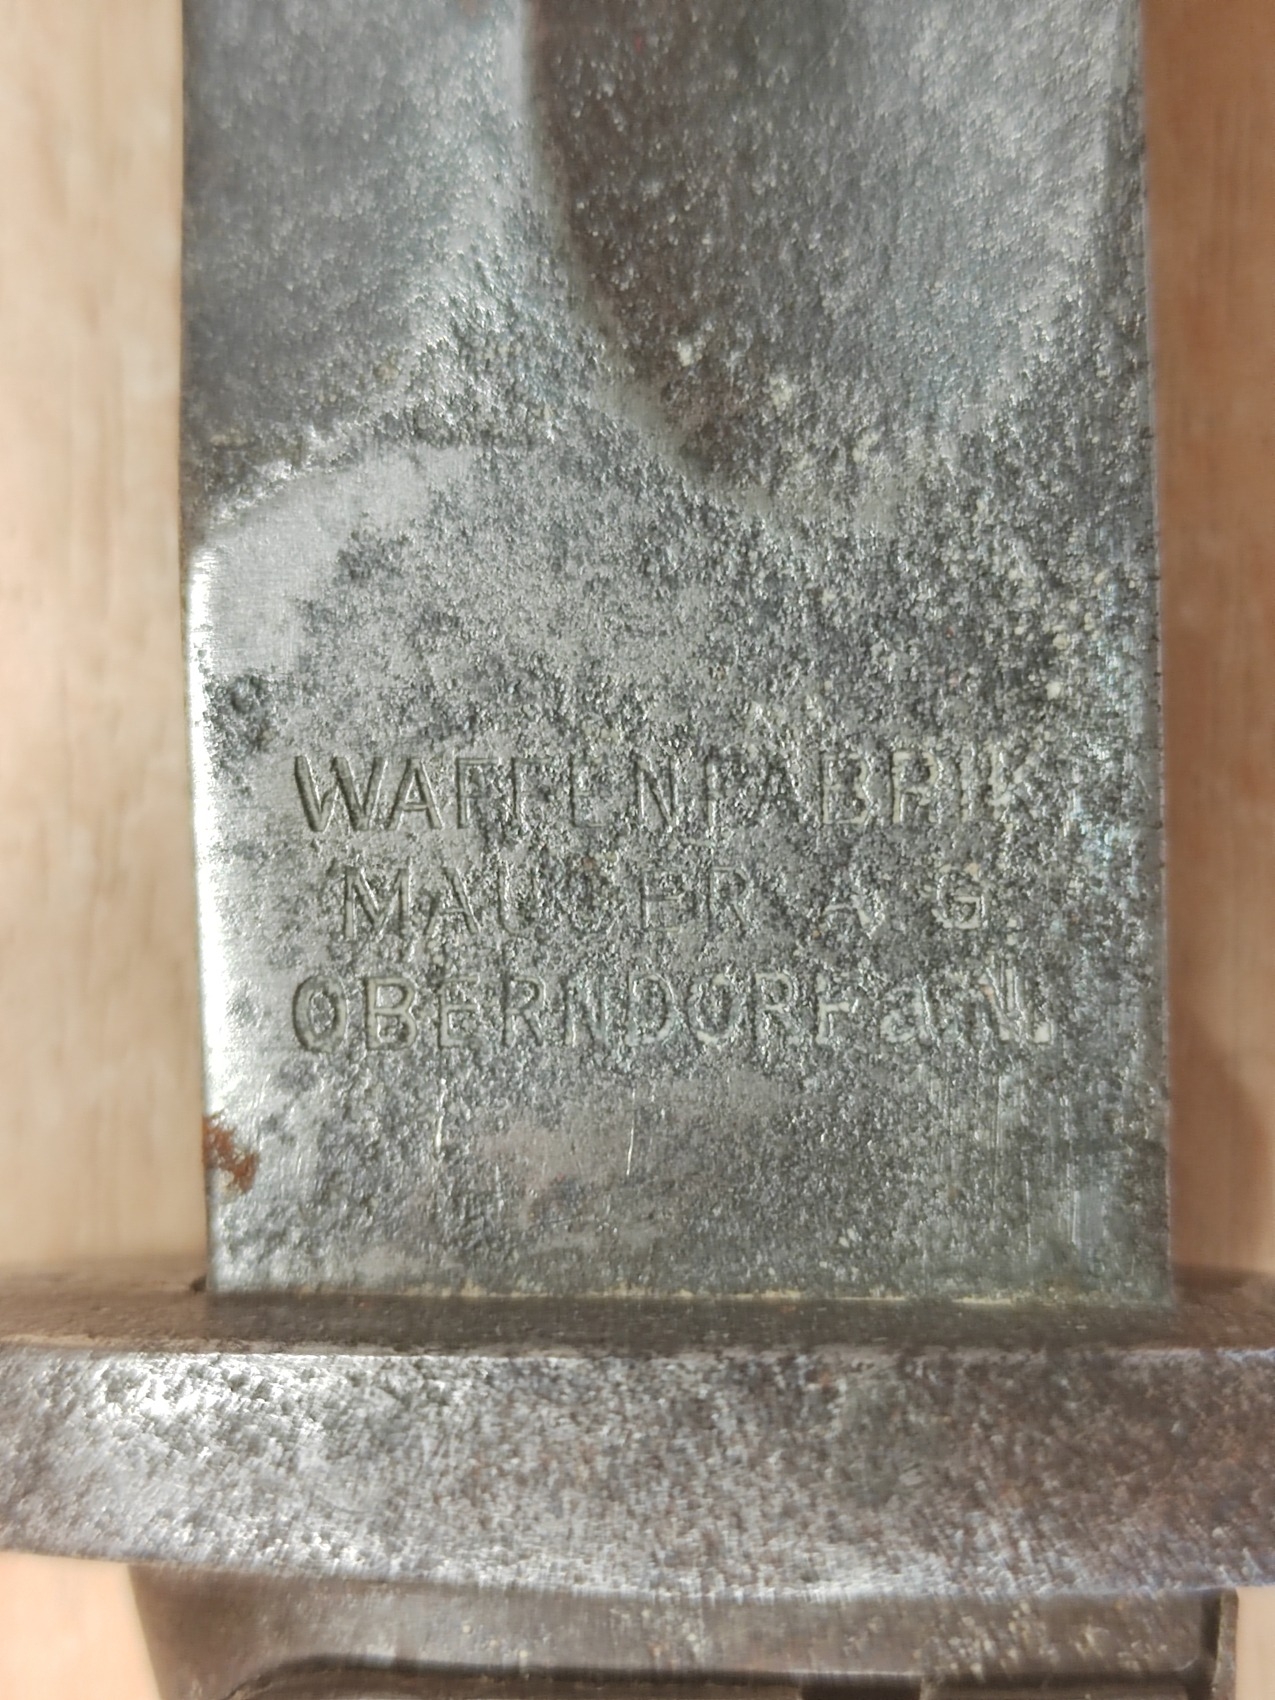 WAFFENFABRIK
MAUSER A.G.
OBERNDORF a.N.